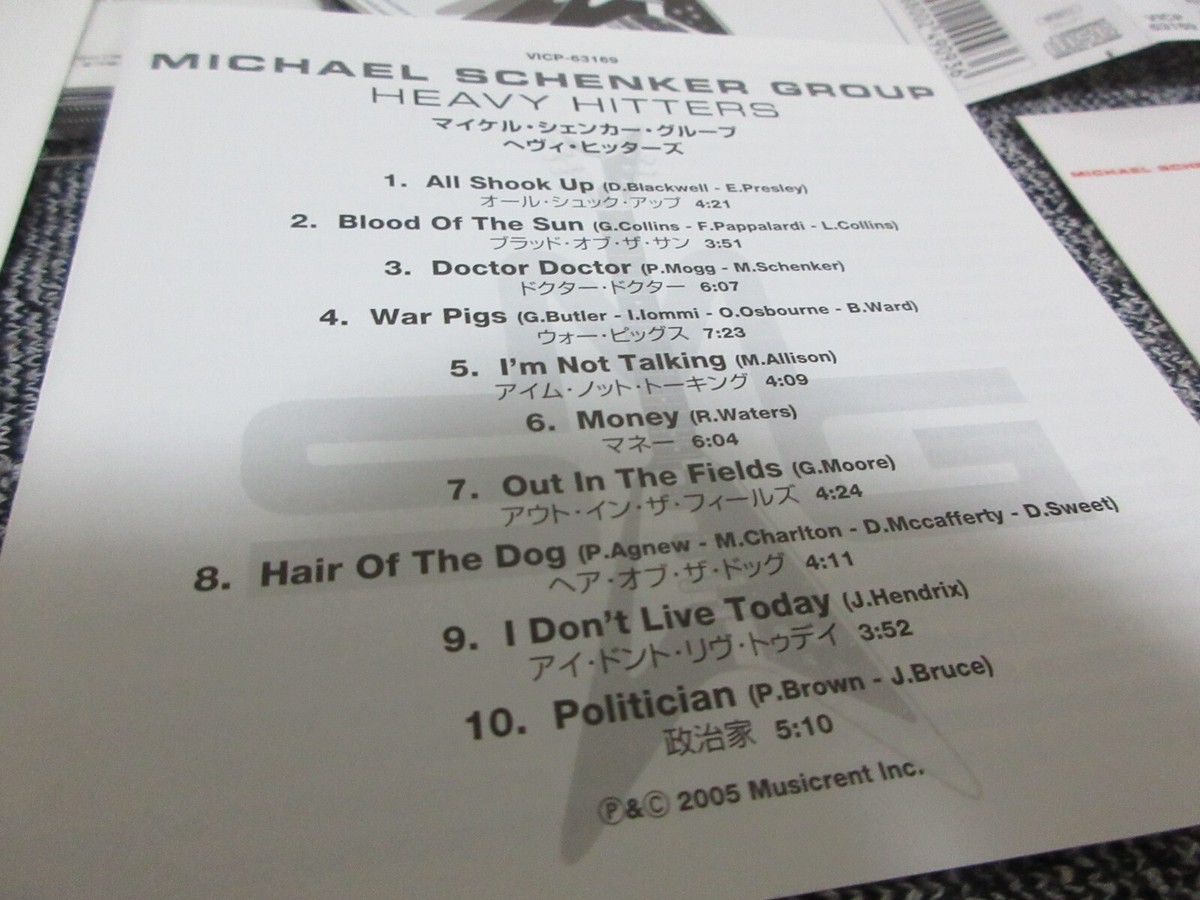 VICP-63169
MICHAEL SCHENKER GROUP
HEAVY HITTERS
マイケル・シェンカー・グループ
ヘヴィ・ヒッターズ
1. All Shook Up (D.Blackwell - E.Presley)
オール・シュック・アップ 4:21
2. Blood Of The Sun (G.Collins - F.Pappalardi - L.Collins)
ブラッド・オブ・ザ・サン 3:51
3. Doctor Doctor (P.Mogg - M.Schenker)
ドクター・ドクター 6:07
4. War Pigs (G.Butler - I.Iommi - O.Osbourne - B.Ward)
ウォー・ピッグス 7:23
5. I'm Not Talking (M.Allison)
アイム・ノット・トーキング 4:09
6. Money (R.Waters)
マネー 6:04
7. Out In The Fields (G.Moore)
アウト・イン・ザ・フィールズ 4:24
8. Hair Of The Dog (P.Agnew - M.Charlton - D.Mccafferty - D.Sweet)
ヘア・オブ・ザ・ドッグ 4:11
9. I Don't Live Today (J.Hendrix)
アイ・ドント・リヴ・トゥデイ 3:52
10. Politician (P.Brown - J.Bruce)
政治家 5:10
Ⓟ&Ⓒ 2005 Musicrent Inc.
VICP
63169
MICHAEL